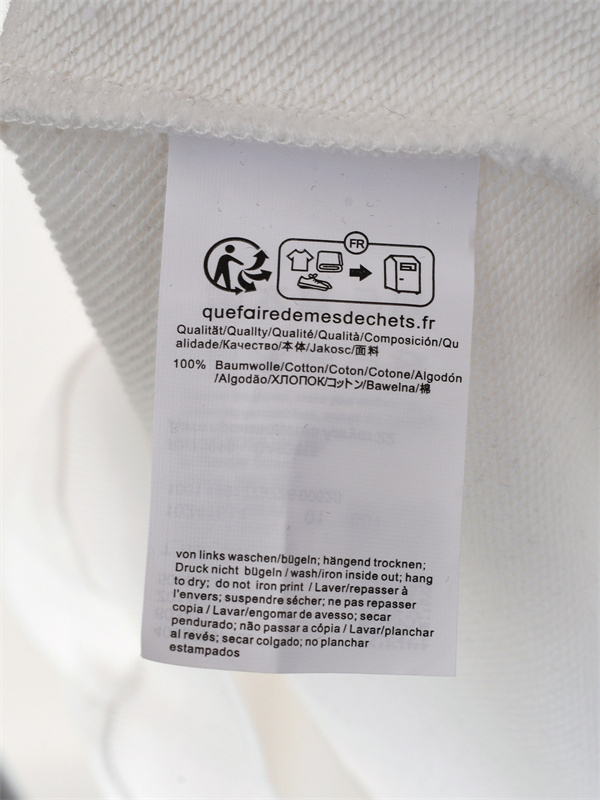 FR
quefairedemesdechets.fr
Qualität/Quallty/Qualité/Qualità/Composición/Qu
alidade/Качество/本体/Jakosc/面料
100% Baumwolle/Cotton/Coton/Cotone/Algodón
/Algodão/ХЛОПОК/コットン/Bawelna/棉
von links waschen/bügeln; hängend trocknen;
Druck nicht bügeln / wash/iron inside out; hang
to dry; do not iron print / Laver/repasser à
l'envers; suspendre sécher; ne pas repasser
copia / Lavar/engomar de avesso; secar
pendurado; não passar a cópia / Lavar/planchar
al revés; secar colgado; no planchar
estampados